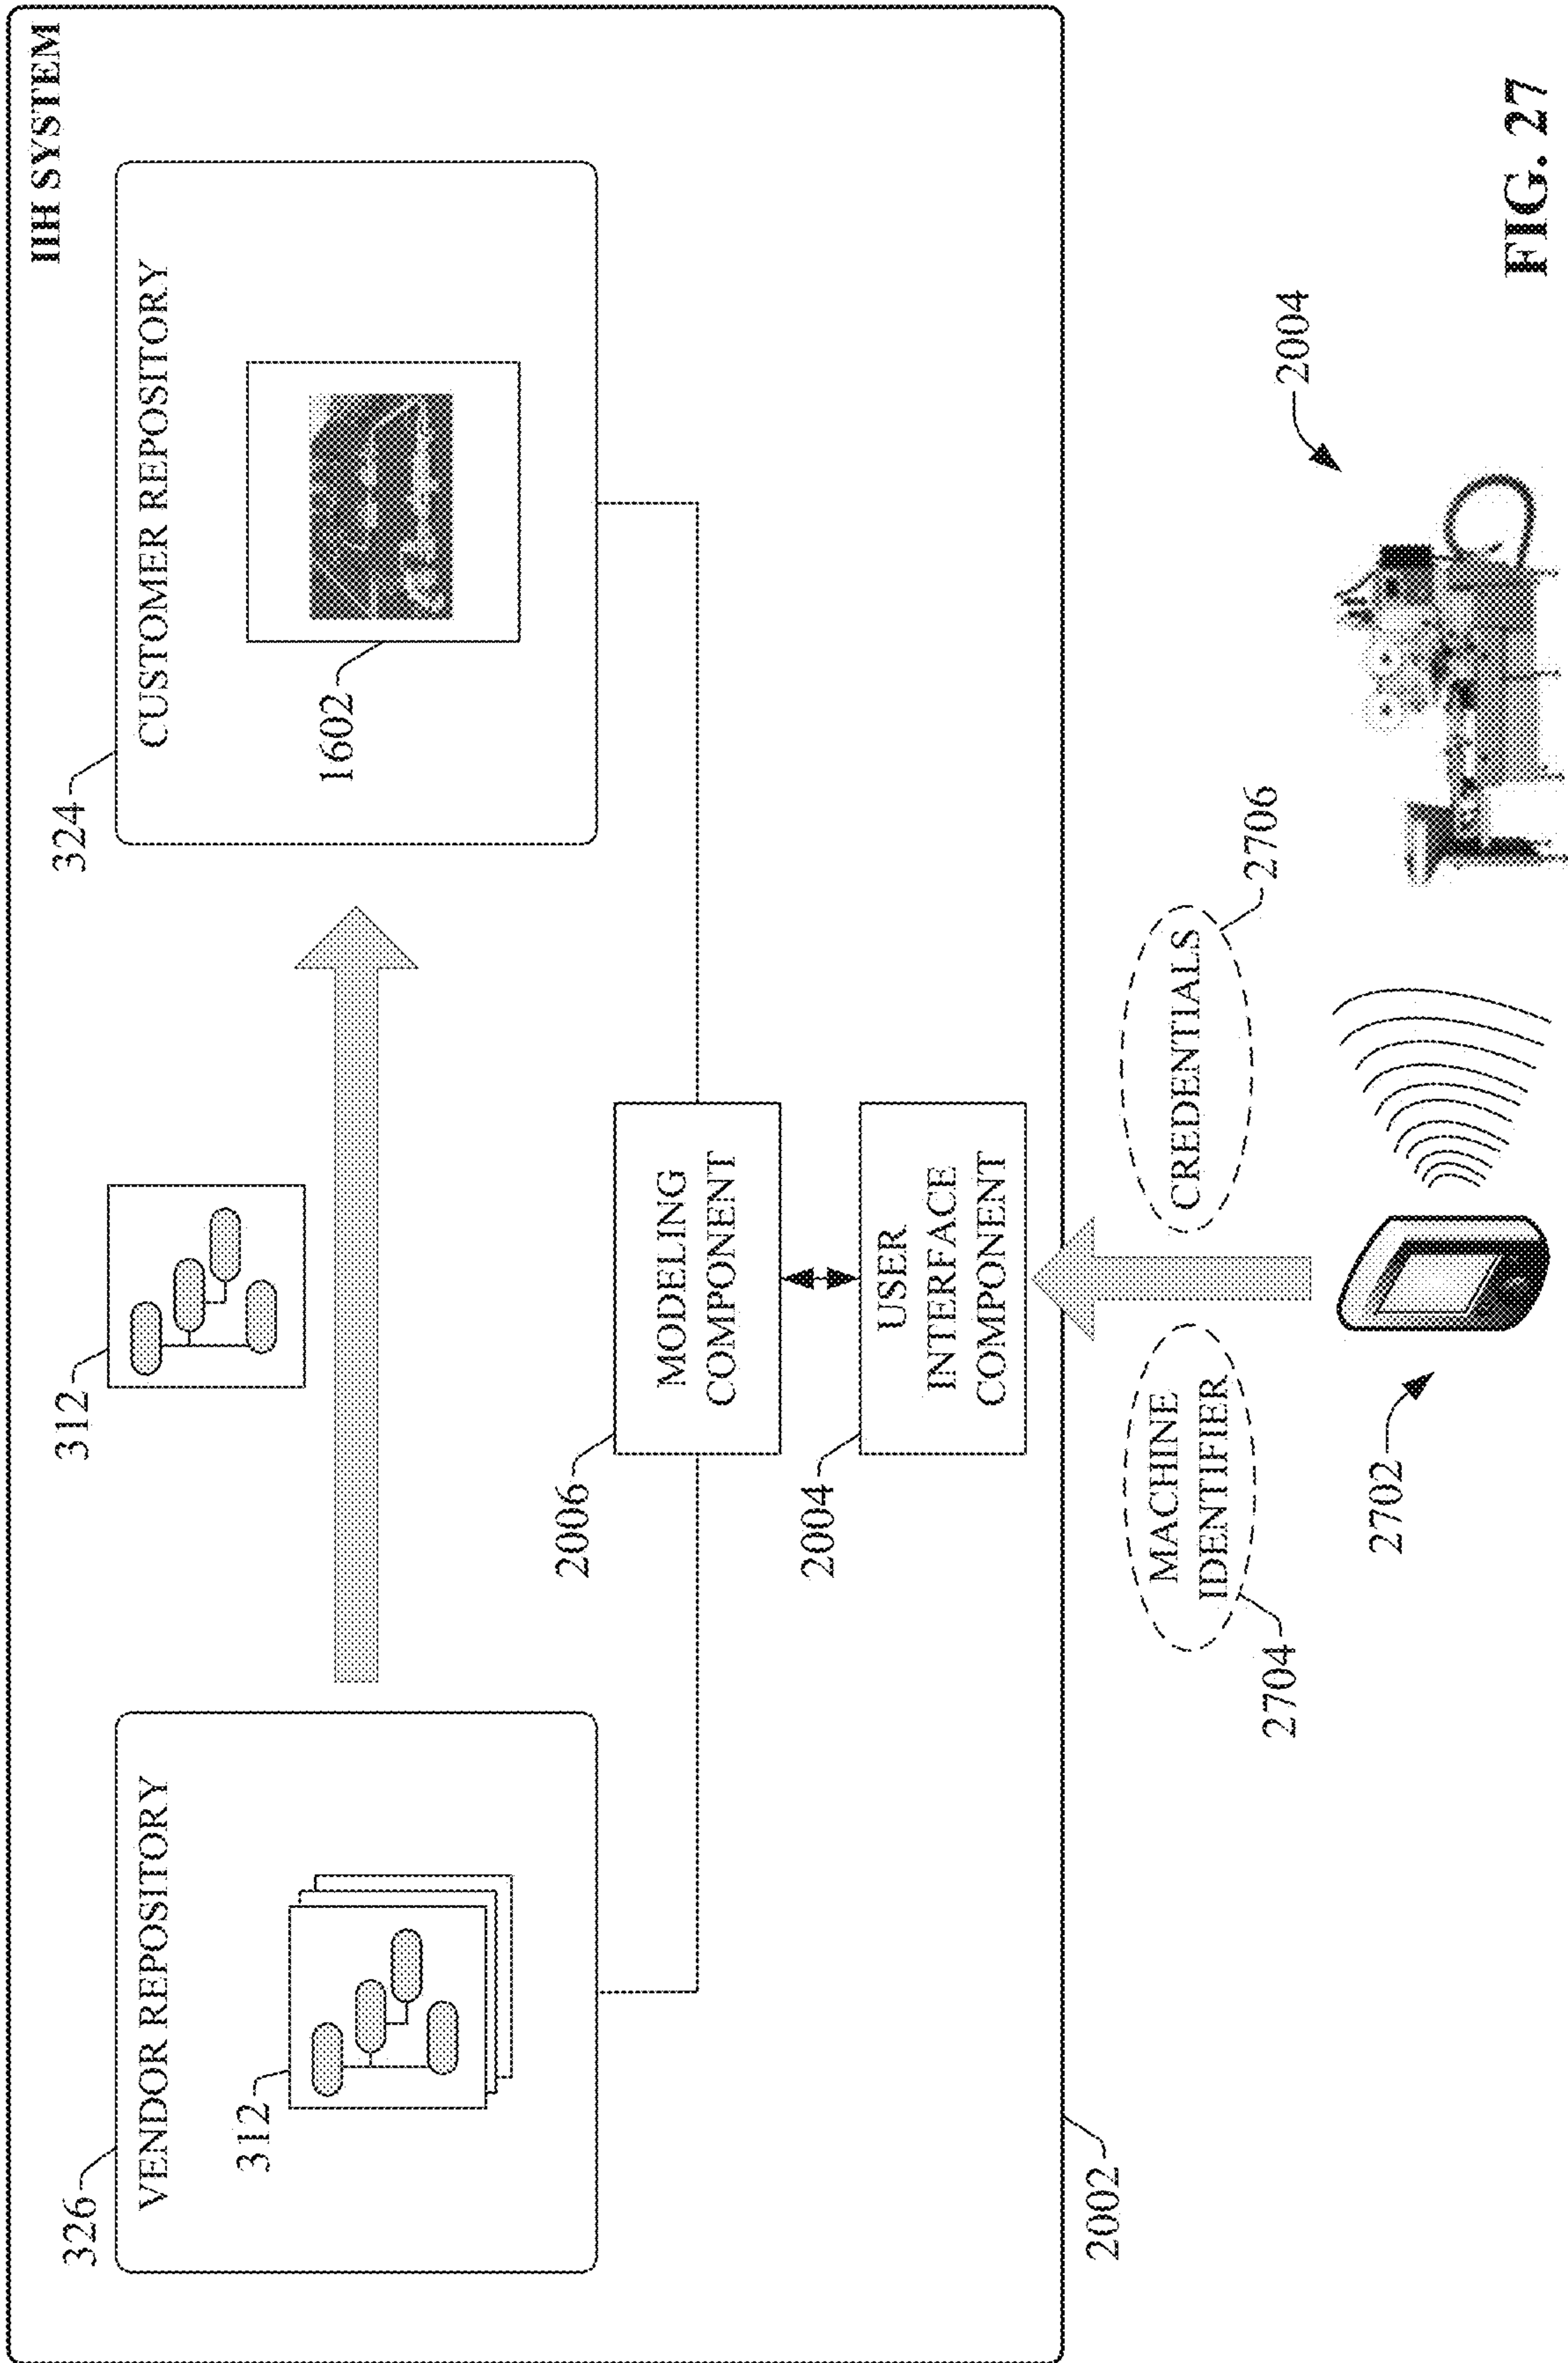 IIH SYSTEM
326
VENDOR REPOSITORY
312
312
324
CUSTOMER REPOSITORY
1602
2006
MODELING
COMPONENT
2004
USER
INTERFACE
COMPONENT
2002
MACHINE
IDENTIFIER
2704
CREDENTIALS
2706
2702
2004
FIG. 27